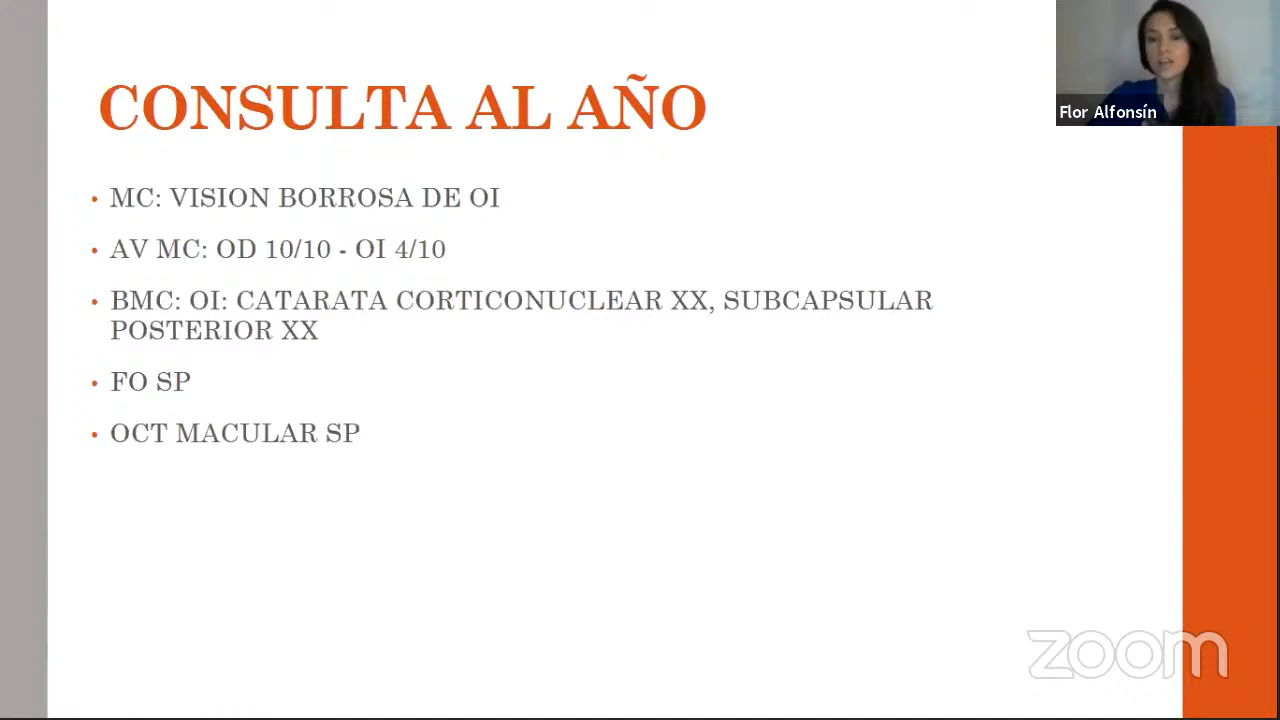 CONSULTA AL AÑO
Flor Alfonsín
• MC: VISION BORROSA DE OI
• AV MC: OD 10/10 - OI 4/10
• BMC: OI: CATARATA CORTICONUCLEAR XX, SUBCAPSULAR
POSTERIOR XX
• FO SP
• OCT MACULAR SP
zoom